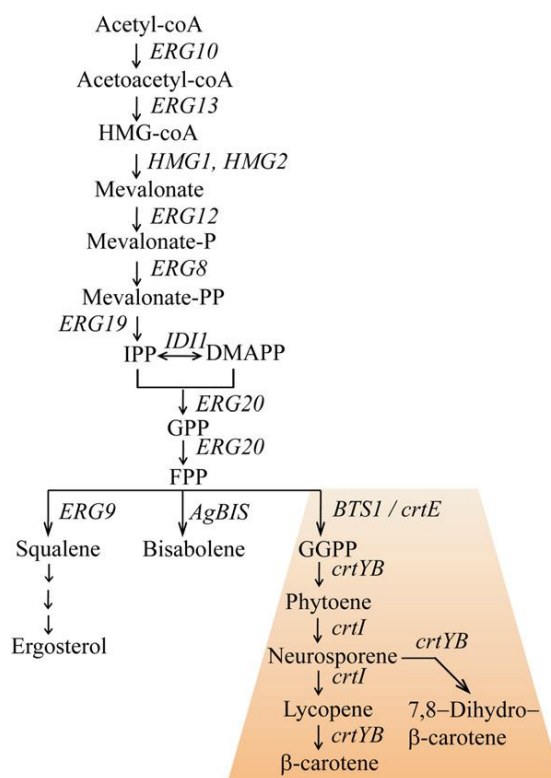 Acetyl-coA
ERG10
Acetoacetyl-coA
ERG13
HMG-coA
HMG1, HMG2
Mevalonate
ERG12
Mevalonate-P
ERG8
Mevalonate-PP
ERG19
IDI1
IPP
DMAPP
ERG20
GPP
ERG20
FPP
ERG9
AgBIS
BTS1 / crtE
Squalene
Bisabolene
GGPP
crtYB
Phytoene
crtI
Ergosterol
Neurosporene
crtYB
crtI
Lycopene
7,8–Dihydro–
β-carotene
crtYB
β-carotene